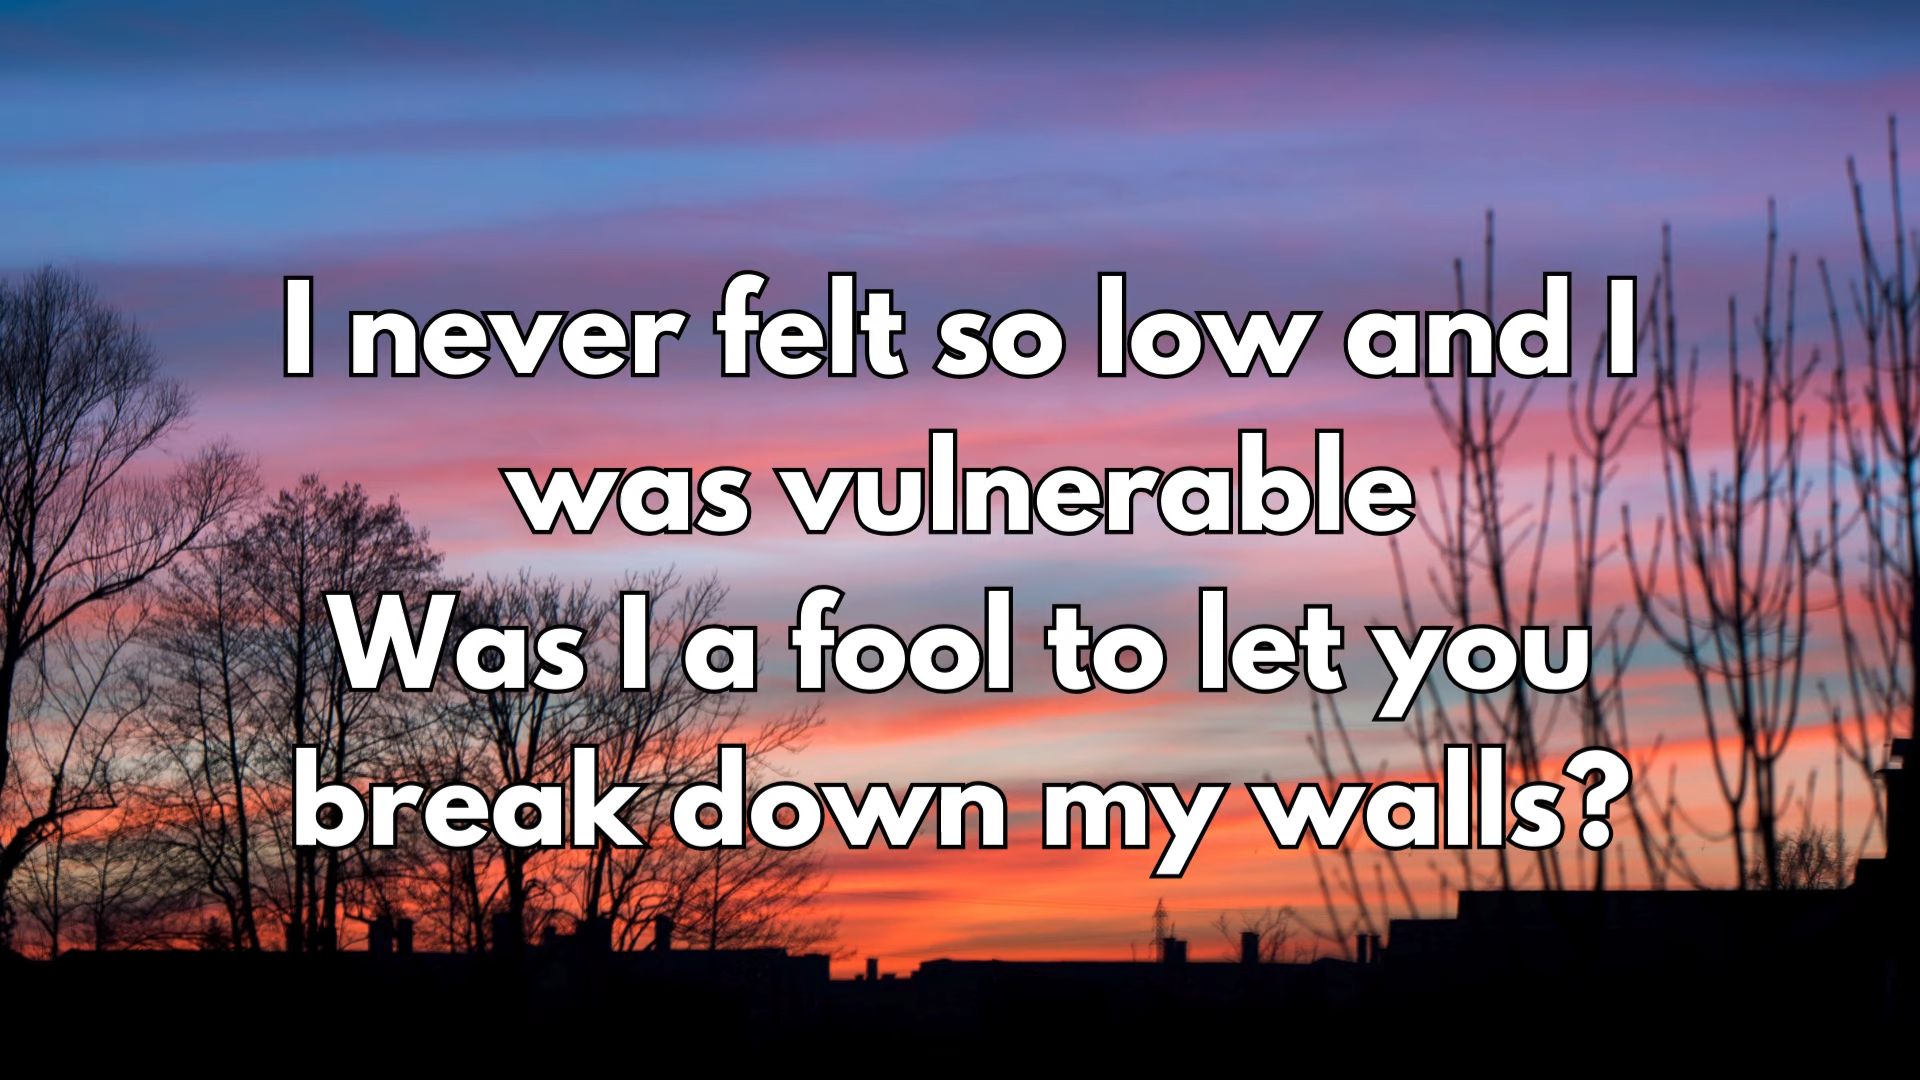 I never felt so low and I
was vulnerable
Was I a fool to let you
break down my walls?